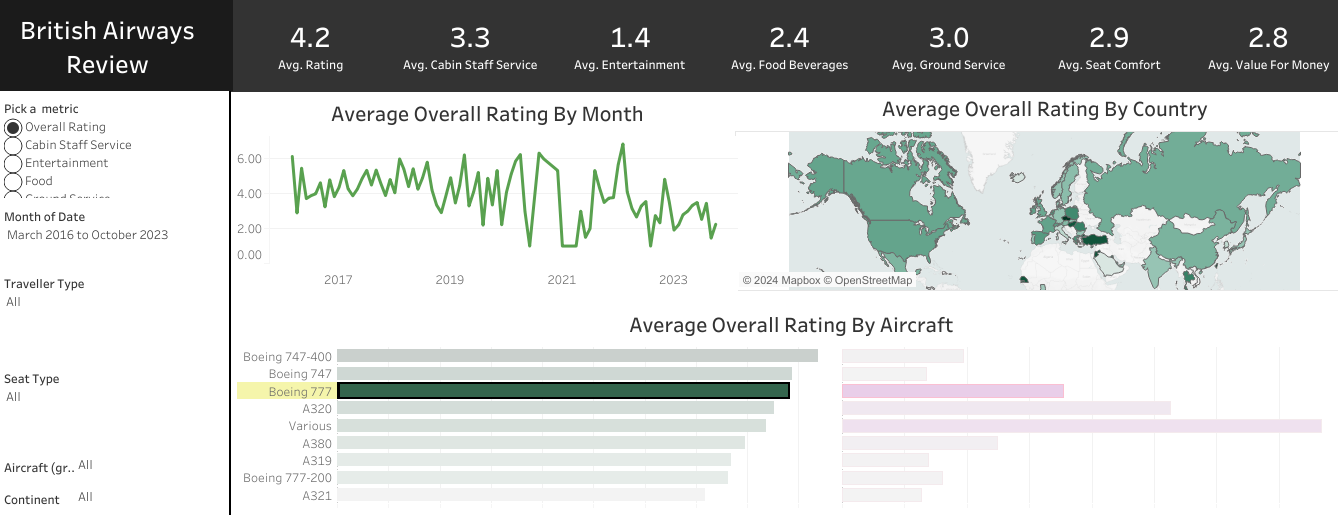 British Airways
Review
4.2
Avg. Rating
3.3
Avg. Cabin Staff Service
1.4
Avg. Entertainment
2.4
Avg. Food Beverages
3.0
Avg. Ground Service
2.9
Avg. Seat Comfort
2.8
Avg. Value For Money
Pick a metric
Overall Rating
Cabin Staff Service
Entertainment
Food
Ground Service
Month of Date
March 2016 to October 2023
Traveller Type
All
Seat Type
All
Aircraft (gr..
All
Continent
All
Average Overall Rating By Month
6.00
4.00
2.00
0.00
2017
2019
2021
2023
Average Overall Rating By Country
© 2024 Mapbox © OpenStreetMap
Average Overall Rating By Aircraft
Boeing 747-400
Boeing 747
Boeing 777
A320
Various
A380
A319
Boeing 777-200
A321